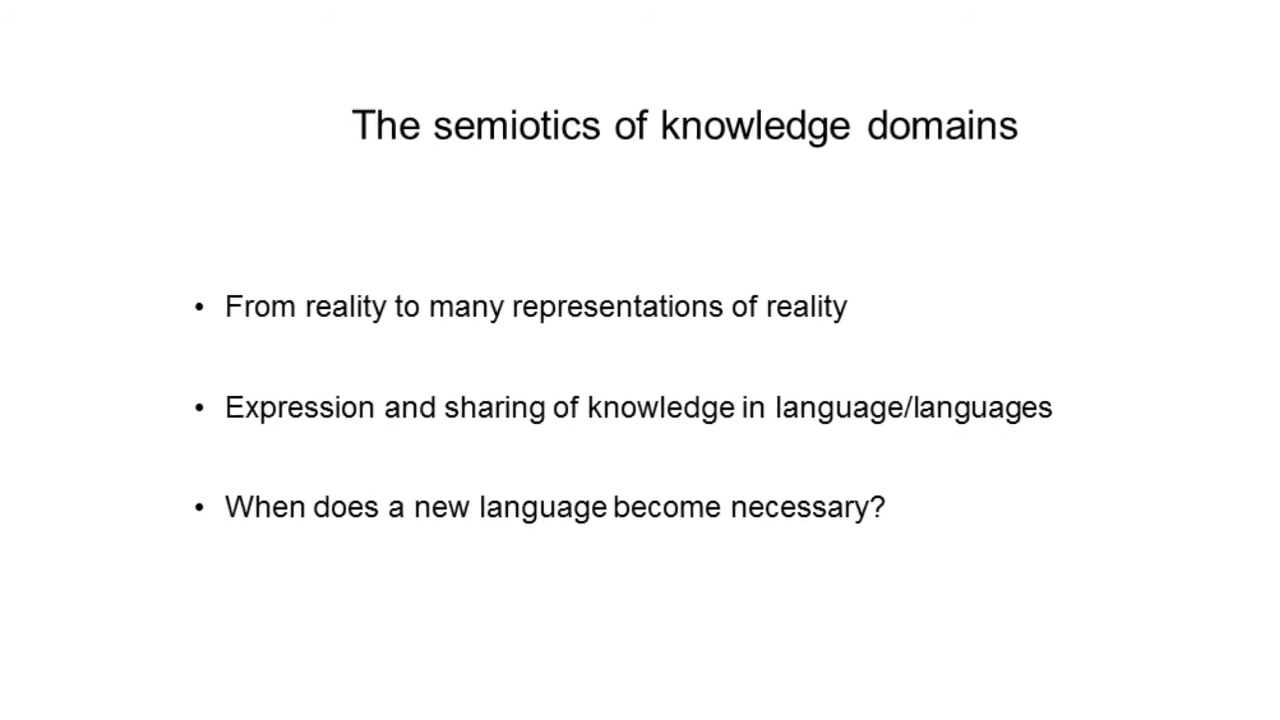 The semiotics of knowledge domains
• From reality to many representations of reality
• Expression and sharing of knowledge in language/languages
• When does a new language become necessary?